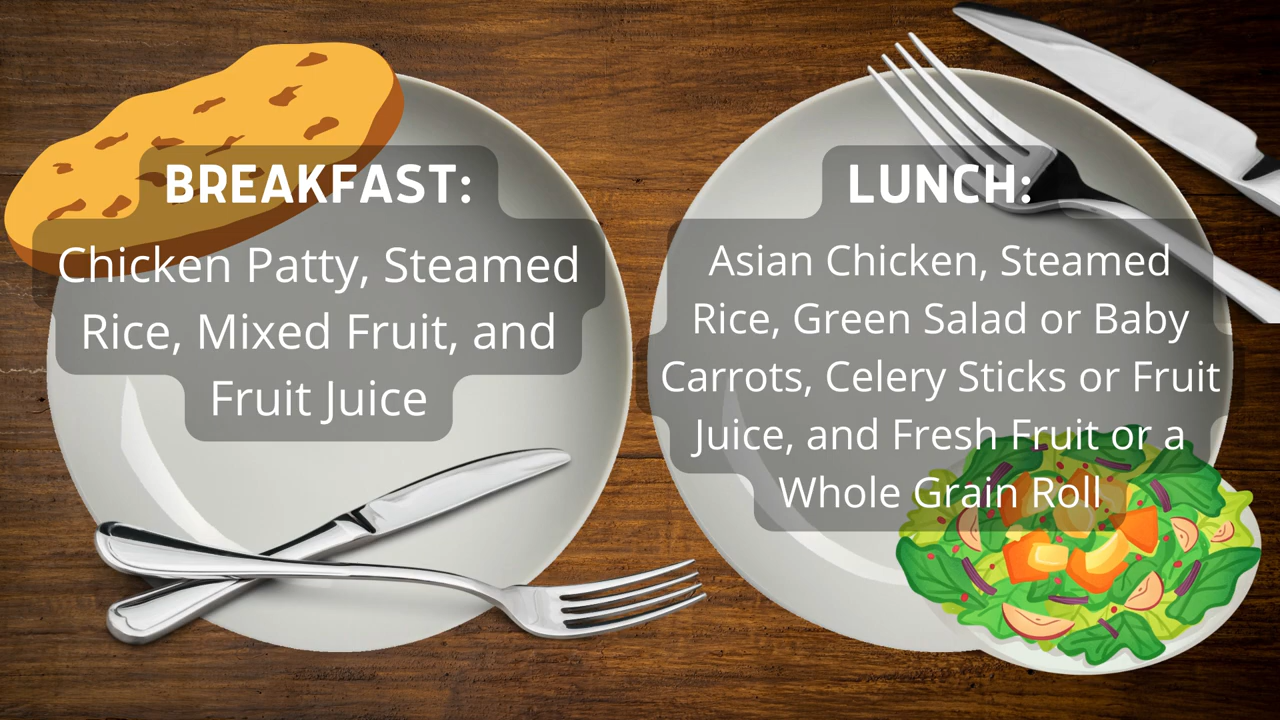 BREAKFAST:
Chicken Patty, Steamed
Rice, Mixed Fruit, and
Fruit Juice
LUNCH:
Asian Chicken, Steamed
Rice, Green Salad or Baby
Carrots, Celery Sticks or Fruit
Juice, and Fresh Fruit or a
Whole Grain Roll